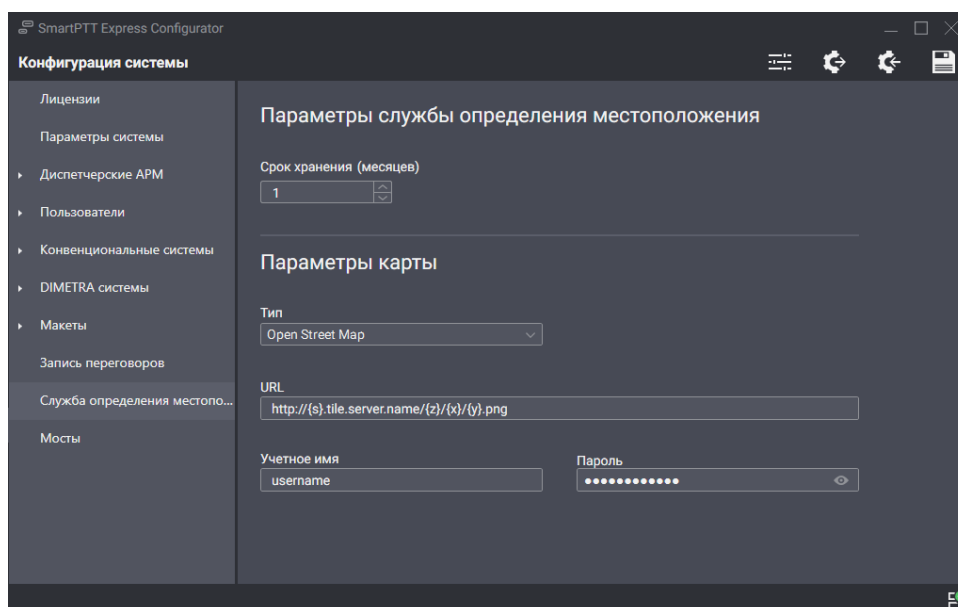 SmartPTT Express Configurator
Конфигурация системы
Лицензии
Параметры системы
Диспетчерские АРМ
Пользователи
Конвенциональные системы
DIMETRA системы
Макеты
Запись переговоров
Служба определения местопо...
Мосты
Параметры службы определения местоположения
Срок хранения (месяцев)
1
Параметры карты
Тип
Open Street Map
URL
http://{s}.tile.server.name/{z}/{x}/{y}.png
Учетное имя
username
Пароль
••••••••••••